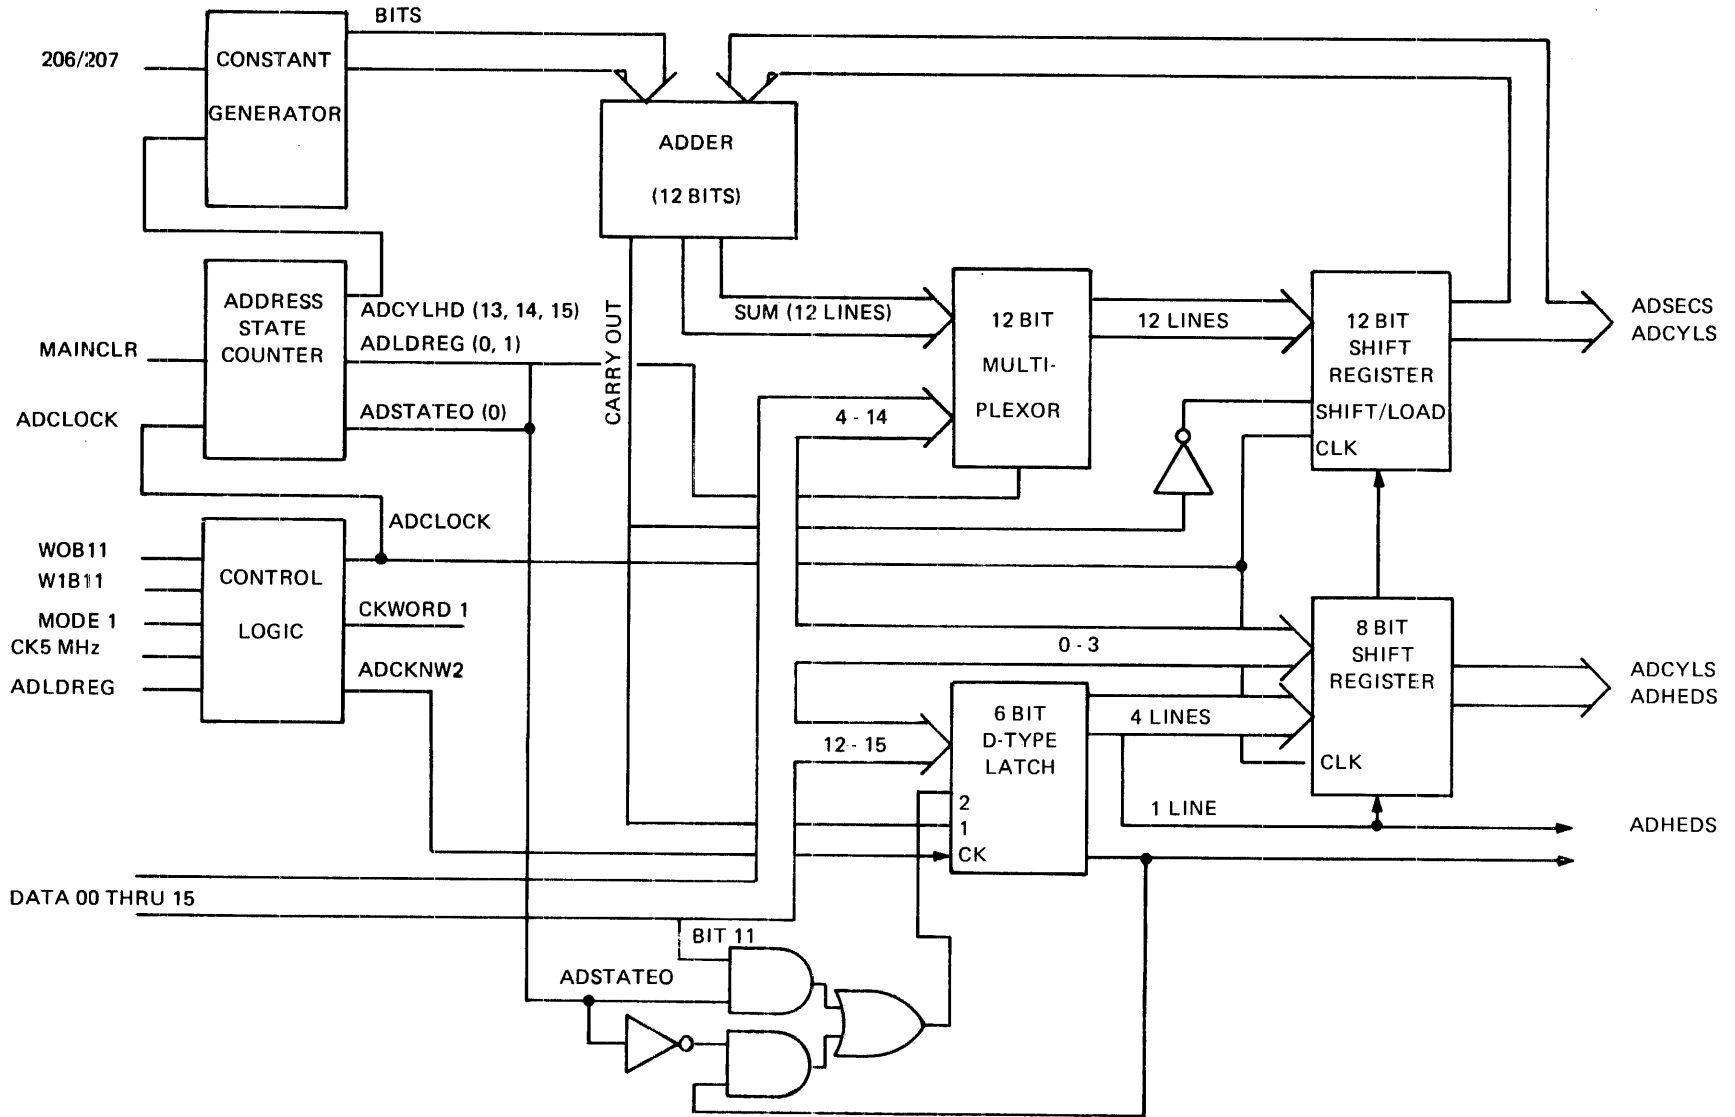 BITS
206/207
CONSTANT
GENERATOR
ADDER
(12 BITS)
ADDRESS
STATE
COUNTER
ADCYLHD (13, 14, 15)
ADLDREG (0, 1)
ADSTATEO (0)
MAINCLR
ADCLOCK
CARRY OUT
SUM (12 LINES)
12 BIT
MULTI-
PLEXOR
12 LINES
12 BIT
SHIFT
REGISTER
SHIFT/LOAD
CLK
ADSECS
ADCYLS
4 - 14
ADCLOCK
WOB11
W1B11
MODE 1
CK5 MHz
ADLDREG
CONTROL
LOGIC
CKWORD 1
ADCKNW2
0 - 3
8 BIT
SHIFT
REGISTER
CLK
ADCYLS
ADHEDS
12 - 15
6 BIT
D-TYPE
LATCH
2
1
CK
4 LINES
1 LINE
ADHEDS
DATA 00 THRU 15
BIT 11
ADSTATEO